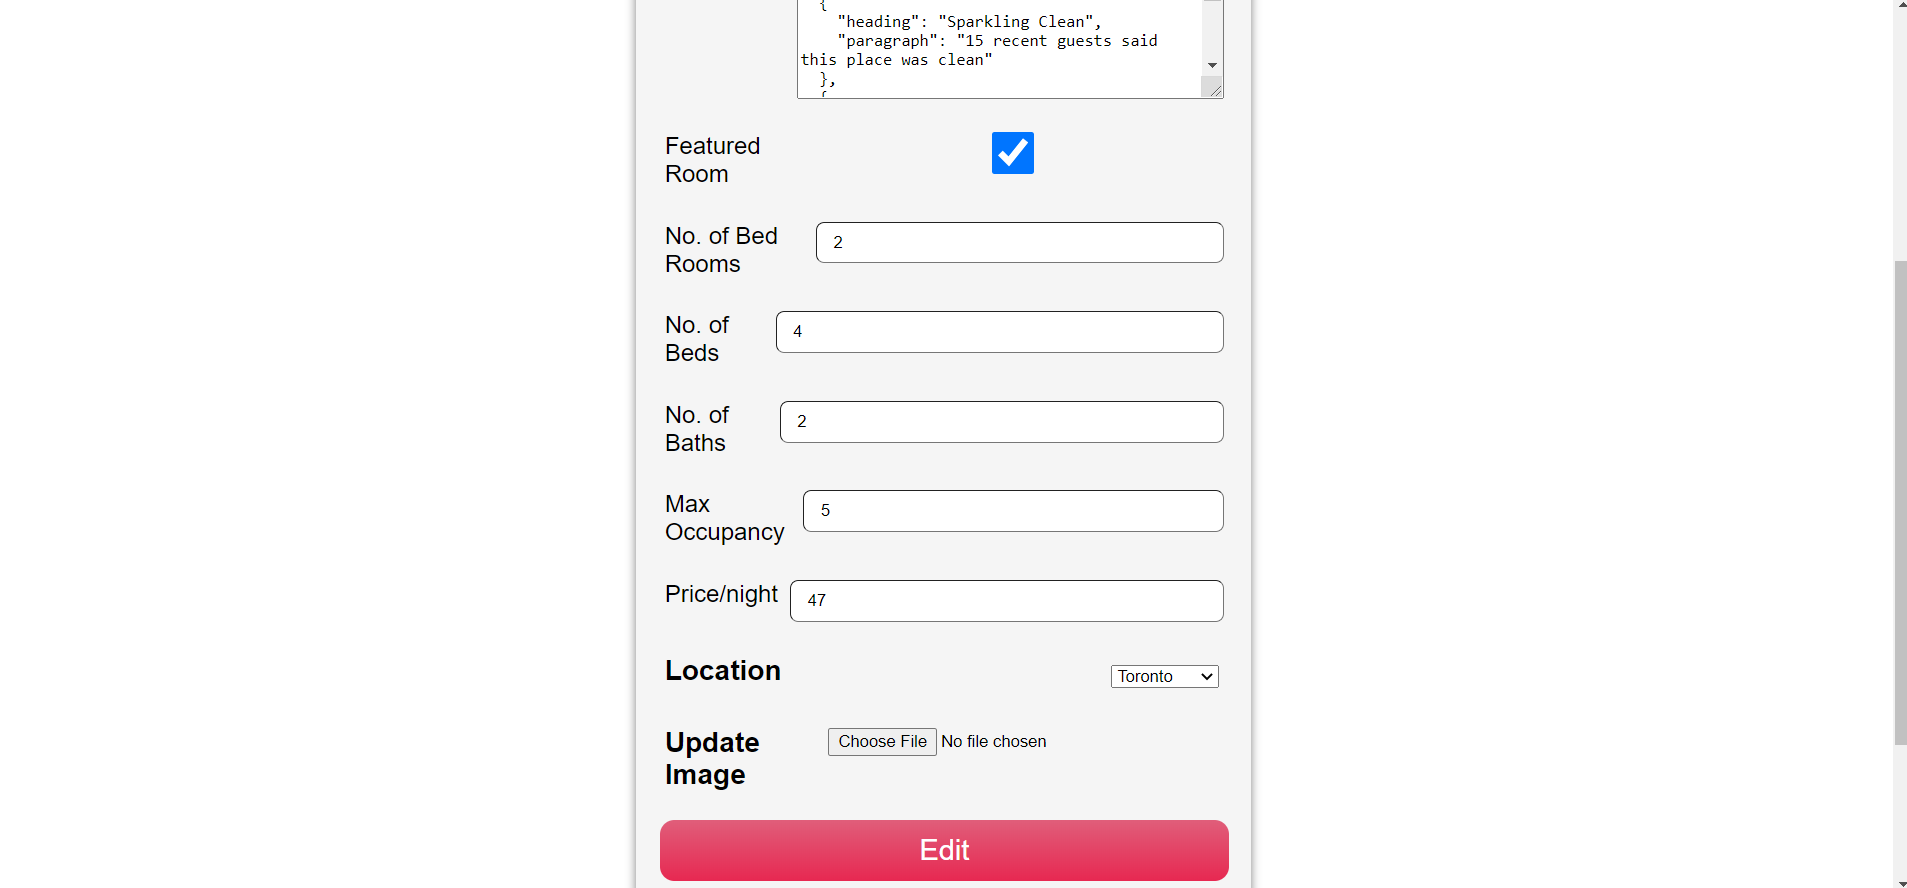 {
"heading": "Sparkling Clean",
"paragraph": "15 recent guests said
this place was clean"
},
{
Featured
Room
No. of Bed
Rooms
2
No. of
Beds
4
No. of
Baths
2
Max
Occupancy
5
Price/night
47
Location
Toronto
Update
Image
Choose File No file chosen
Edit